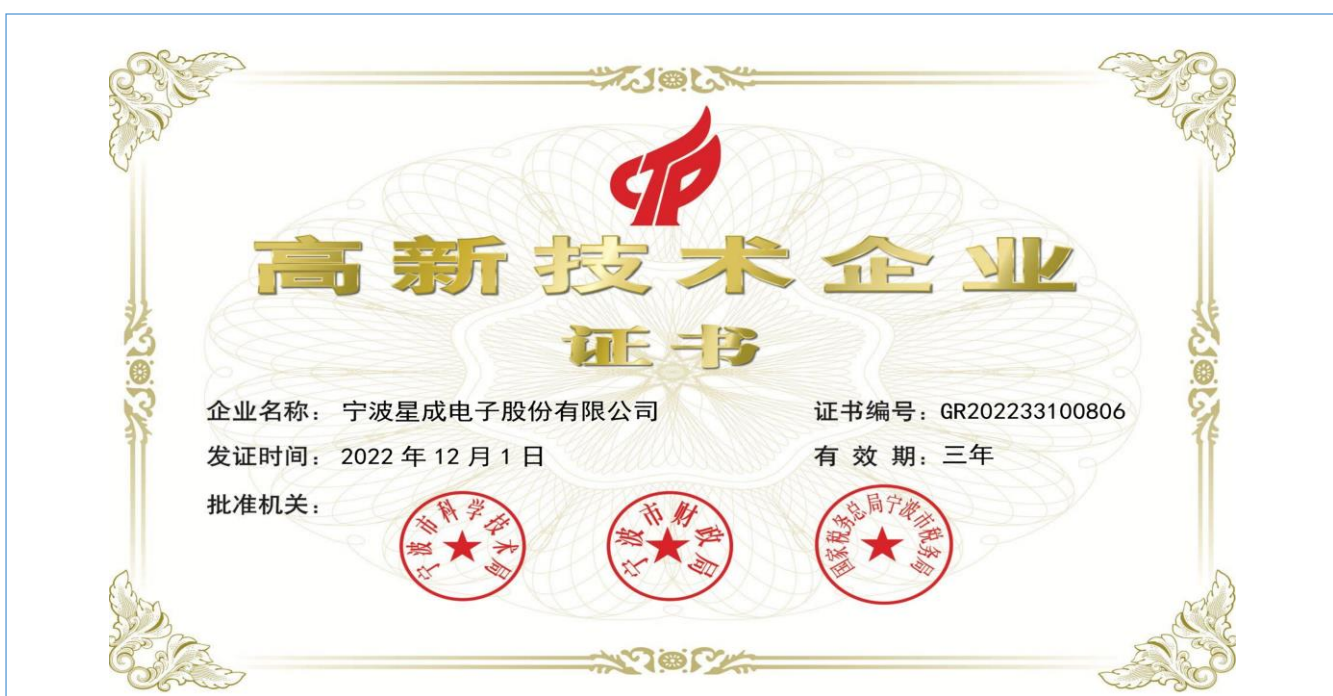 高新技术企业
证书
企业名称: 宁波星成电子股份有限公司 证书编号: GR202233100806
发证时间: 2022年12月1日 有 效 期: 三年
批准机关:
宁波市科学技术局 宁波市财政局 国家税务总局宁波市税务局